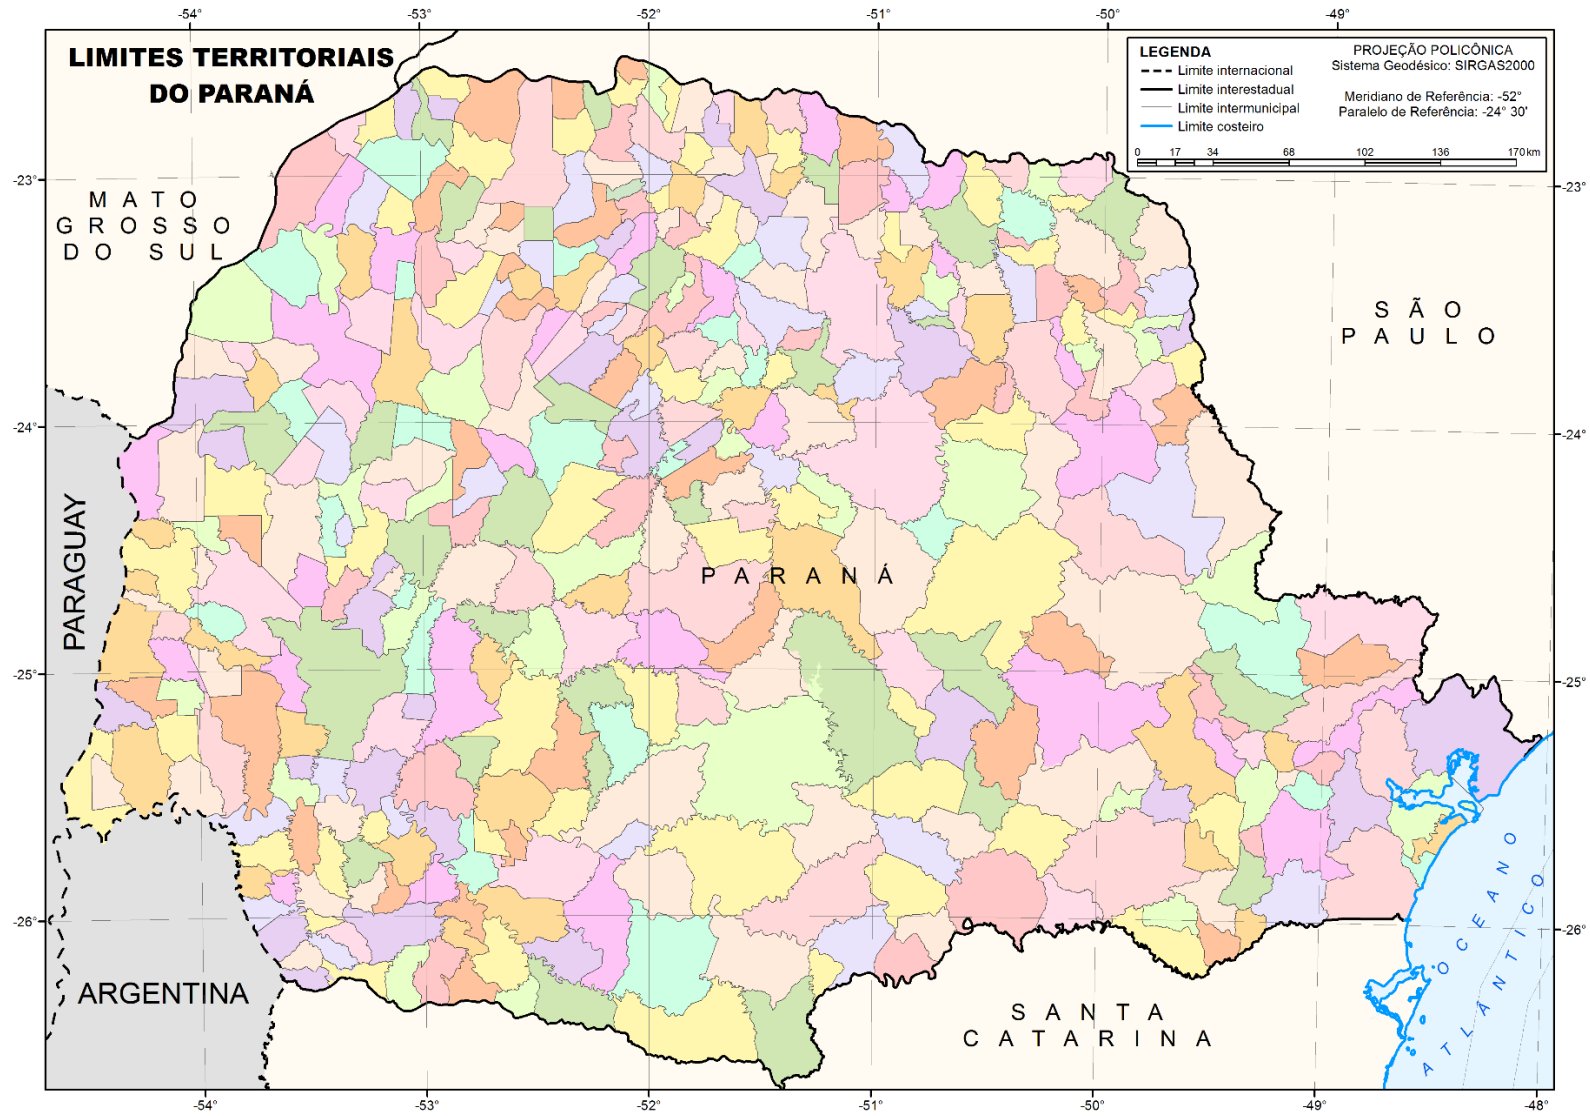 -54°
-53°
-52°
-51°
-50°
-49°
LIMITES TERRITORIAIS
DO PARANÁ
LEGENDA
Limite internacional
Limite interestadual
Limite intermunicipal
Limite costeiro
PROJEÇÃO POLICÔNICA
Sistema Geodésico: SIRGAS2000
Meridiano de Referência: -52°
Paralelo de Referência: -24° 30'
0 17 34 68 102 136 170 km
-23°
-23°
MATO
GROSSO
DO SUL
SÃO
PAULO
-24°
-24°
PARAGUAY
PARANÁ
-25°
-25°
OCEANO
ATLÂNTICO
-26°
-26°
ARGENTINA
SANTA
CATARINA
-54°
-53°
-52°
-51°
-50°
-49°
-48°